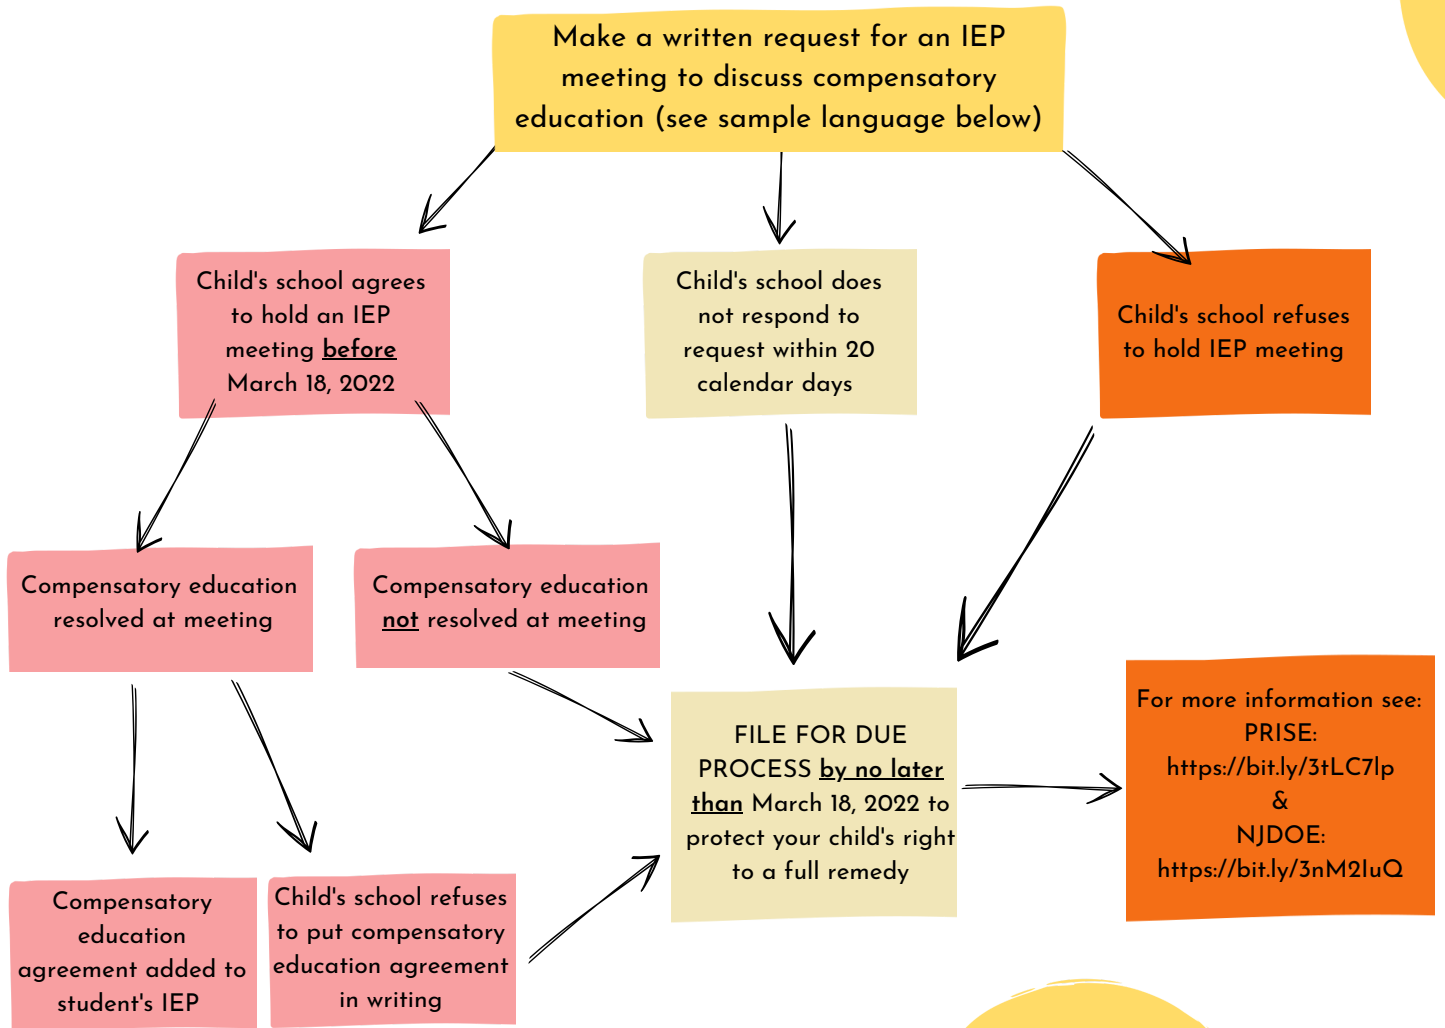 Make a written request for an IEP
meeting to discuss compensatory
education (see sample language below)
Child's school agrees
to hold an IEP
meeting before
March 18, 2022
Child's school does
not respond to
request within 20
calendar days
Child's school refuses
to hold IEP meeting
Compensatory education
resolved at meeting
Compensatory education
not resolved at meeting
FILE FOR DUE
PROCESS by no later
than March 18, 2022 to
protect your child's right
to a full remedy
For more information see:
PRISE:
https://bit.ly/3tLC7lp
&
NJDOE:
https://bit.ly/3nM2IuQ
Compensatory
education
agreement added to
student's IEP
Child's school refuses
to put compensatory
education agreement
in writing